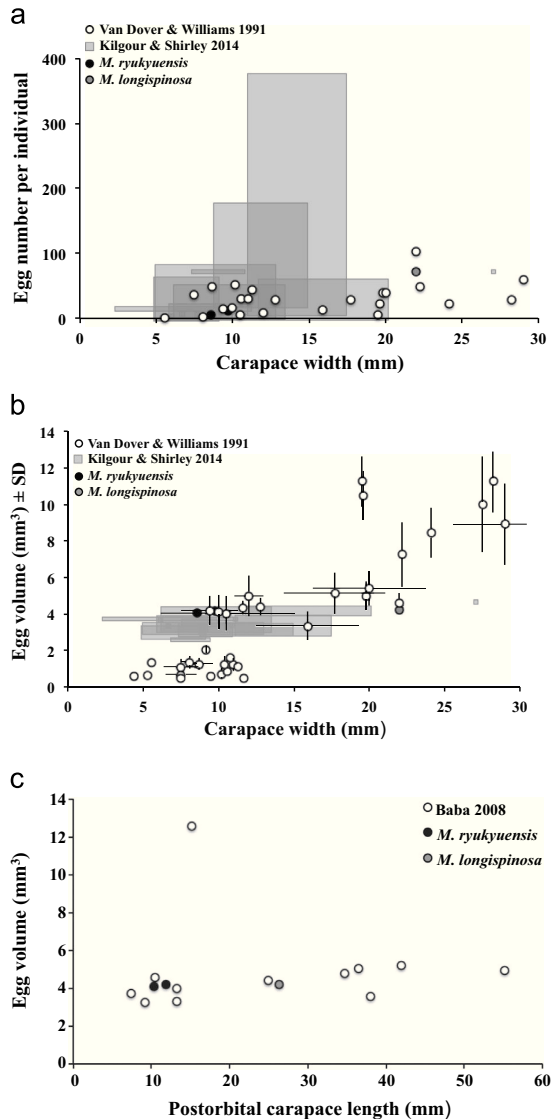 a
Van Dover & Williams 1991
Kilgour & Shirley 2014
M. ryukyuensis
M. longispinosa
Egg number per individual
400
300
200
100
0
0 5 10 15 20 25 30
Carapace width (mm)
b
Van Dover & Williams 1991
Kilgour & Shirley 2014
M. ryukyuensis
M. longispinosa
Egg volume (mm³) ± SD
14
12
10
8
6
4
2
0
0 5 10 15 20 25 30
Carapace width (mm)
c
Baba 2008
M. ryukyuensis
M. longispinosa
Egg volume (mm³)
14
12
10
8
6
4
2
0
0 10 20 30 40 50 60
Postorbital carapace length (mm)